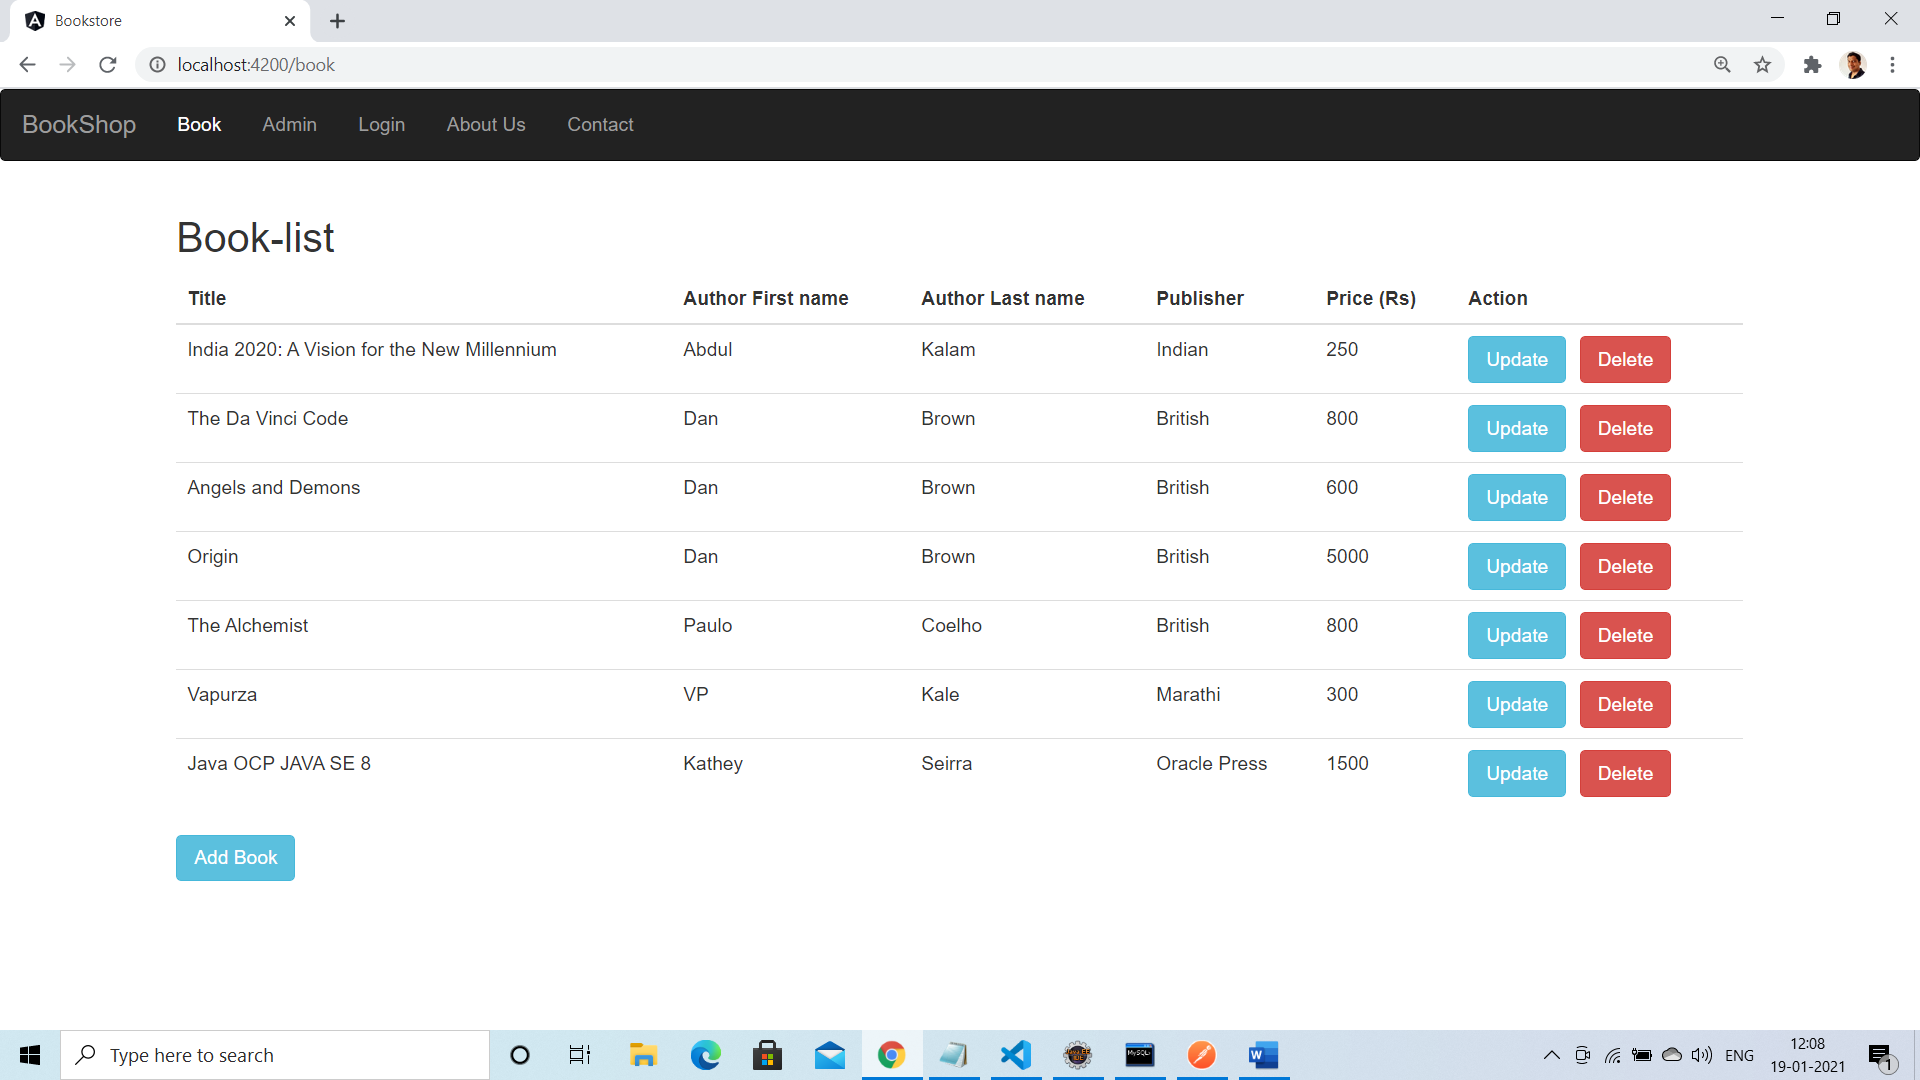 Bookstore
localhost:4200/book
BookShop Book Admin Login About Us Contact
Book-list
Title Author First name Author Last name Publisher Price (Rs) Action
India 2020: A Vision for the New Millennium Abdul Kalam Indian 250 Update Delete
The Da Vinci Code Dan Brown British 800 Update Delete
Angels and Demons Dan Brown British 600 Update Delete
Origin Dan Brown British 5000 Update Delete
The Alchemist Paulo Coelho British 800 Update Delete
Vapurza VP Kale Marathi 300 Update Delete
Java OCP JAVA SE 8 Kathey Seirra Oracle Press 1500 Update Delete
Add Book
Type here to search
ENG
12:08
19-01-2021
1